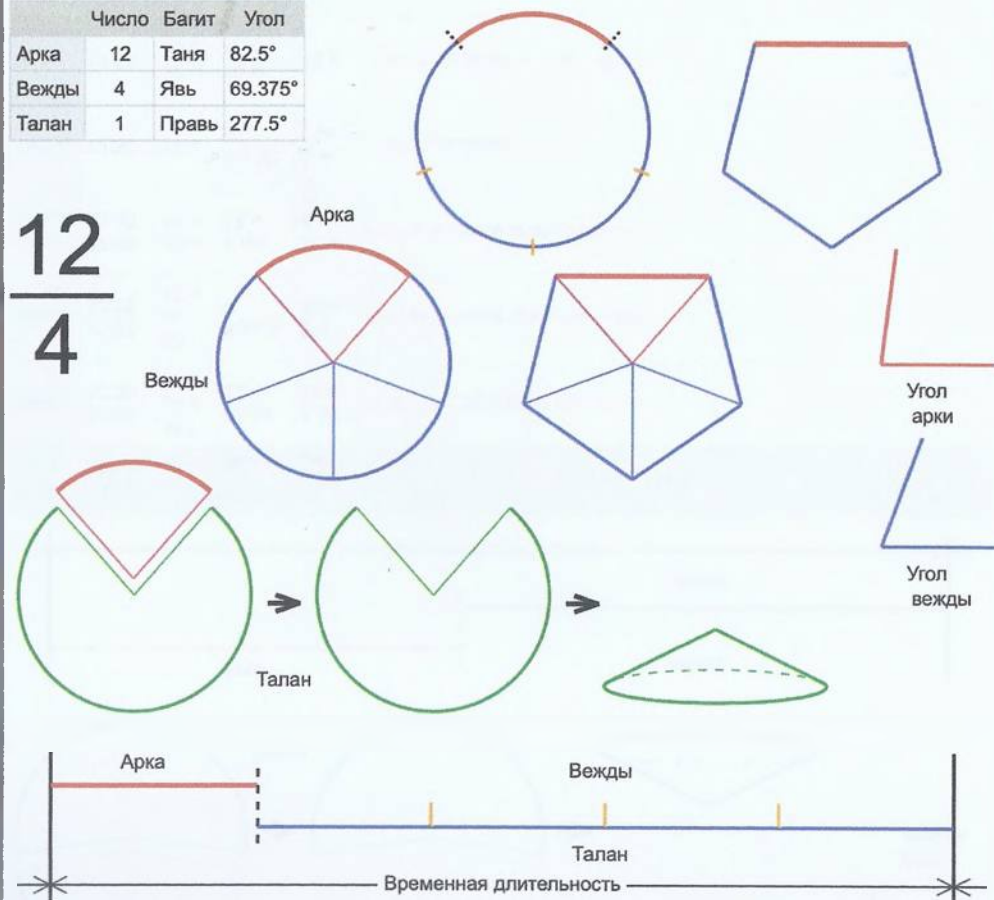 Число Багит Угол
Арка 12 Таня 82.5°
Вежды 4 Явь 69.375°
Талан 1 Правь 277.5°
12
4
Арка
Вежды
Угол
арки
Угол
вежды
Талан
Арка
Вежды
Талан
Временная длительность